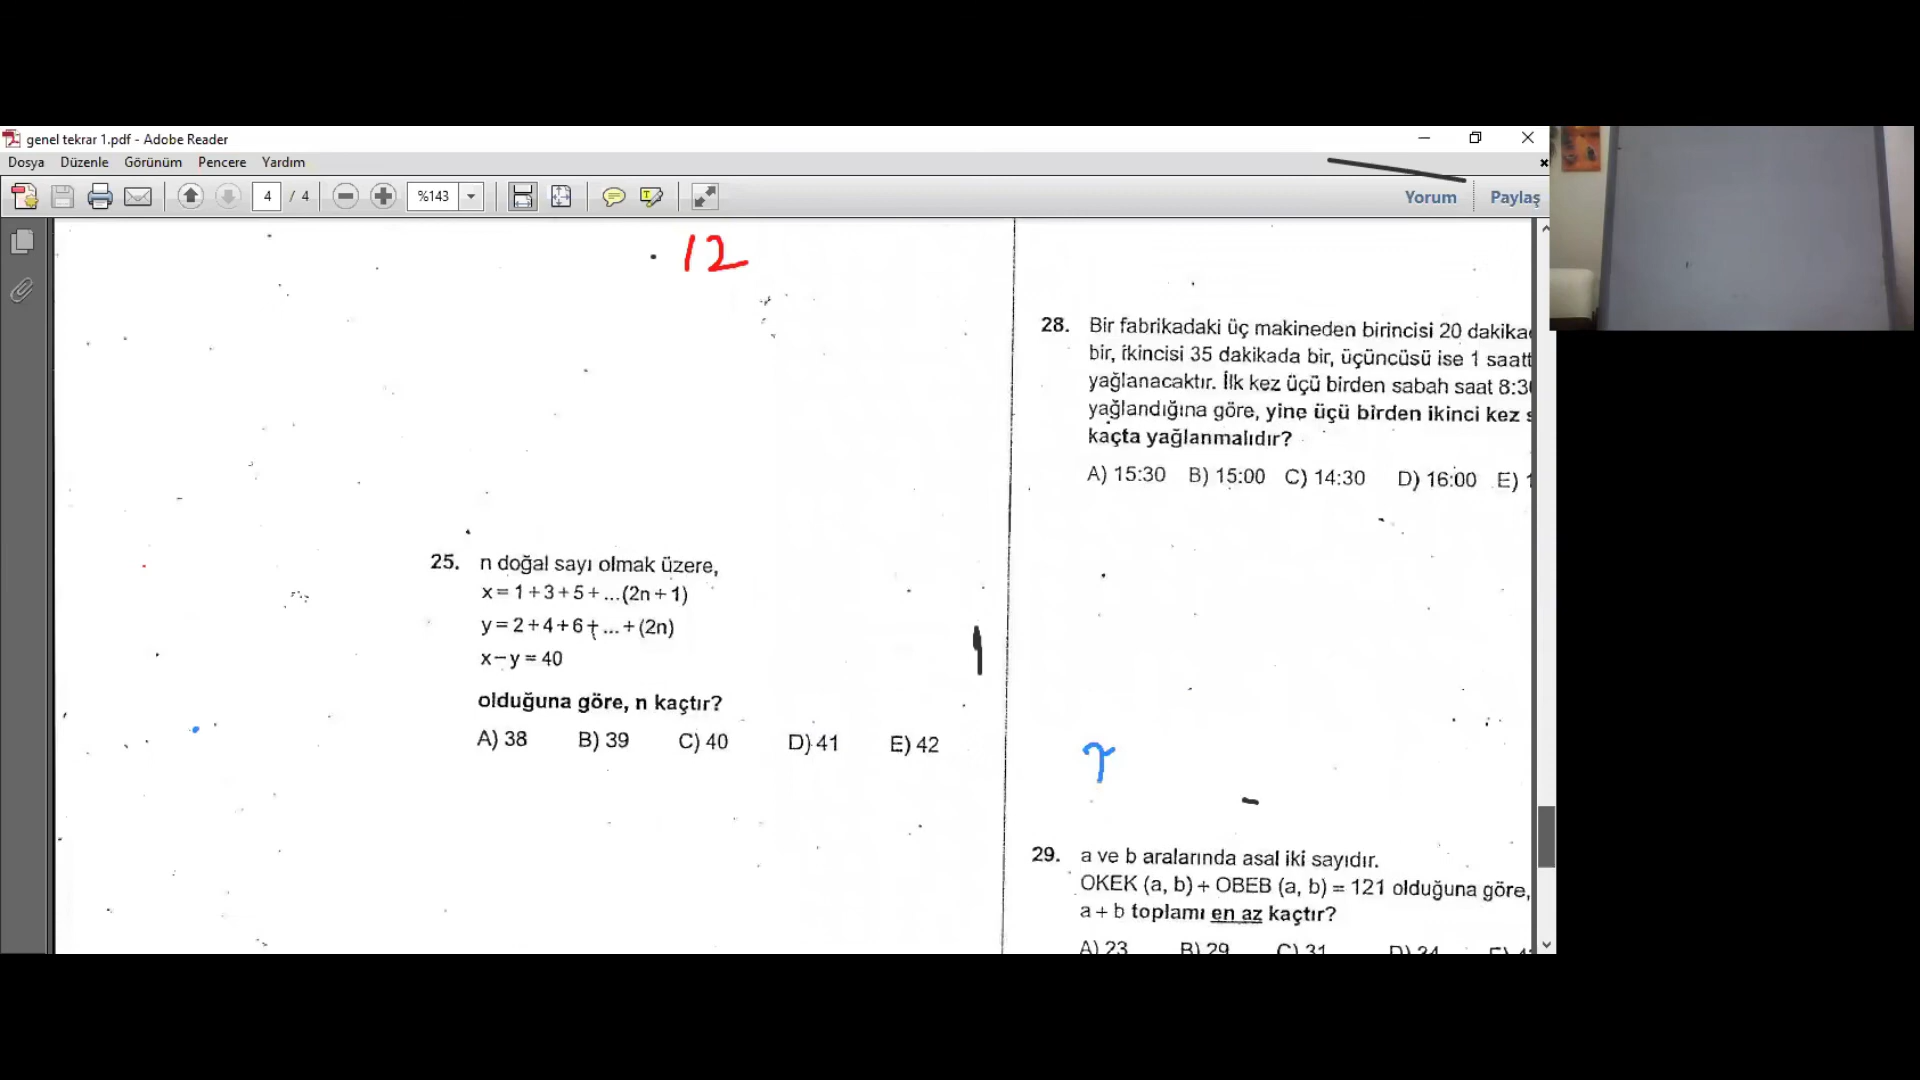 genel tekrar 1.pdf - Adobe Reader
Dosya Düzenle Görünüm Pencere Yardım
4 / 4 %143 Yorum Paylaş
12
25. n doğal sayı olmak üzere,
x = 1 + 3 + 5 + ...(2n + 1)
y = 2 + 4 + 6 + ... + (2n)
x − y = 40
olduğuna göre, n kaçtır?
A) 38 B) 39 C) 40 D) 41 E) 42
28. Bir fabrikadaki üç makineden birincisi 20
bir, ikincisi 35 dakikada bir, üçüncüsü ise 1
yağlanacaktır. İlk kez üçü birden sabah saat
yağlandığına göre, yine üçü birden ikinci kez
kaçta yağlanmalıdır?
A) 15:30 B) 15:00 C) 14:30 D) 16:00 E)
29. a ve b aralarında asal iki sayıdır.
OKEK (a, b) + OBEB (a, b) = 121 olduğuna göre,
a + b toplamı en az kaçtır?
A) 23 B) 29 C) 31